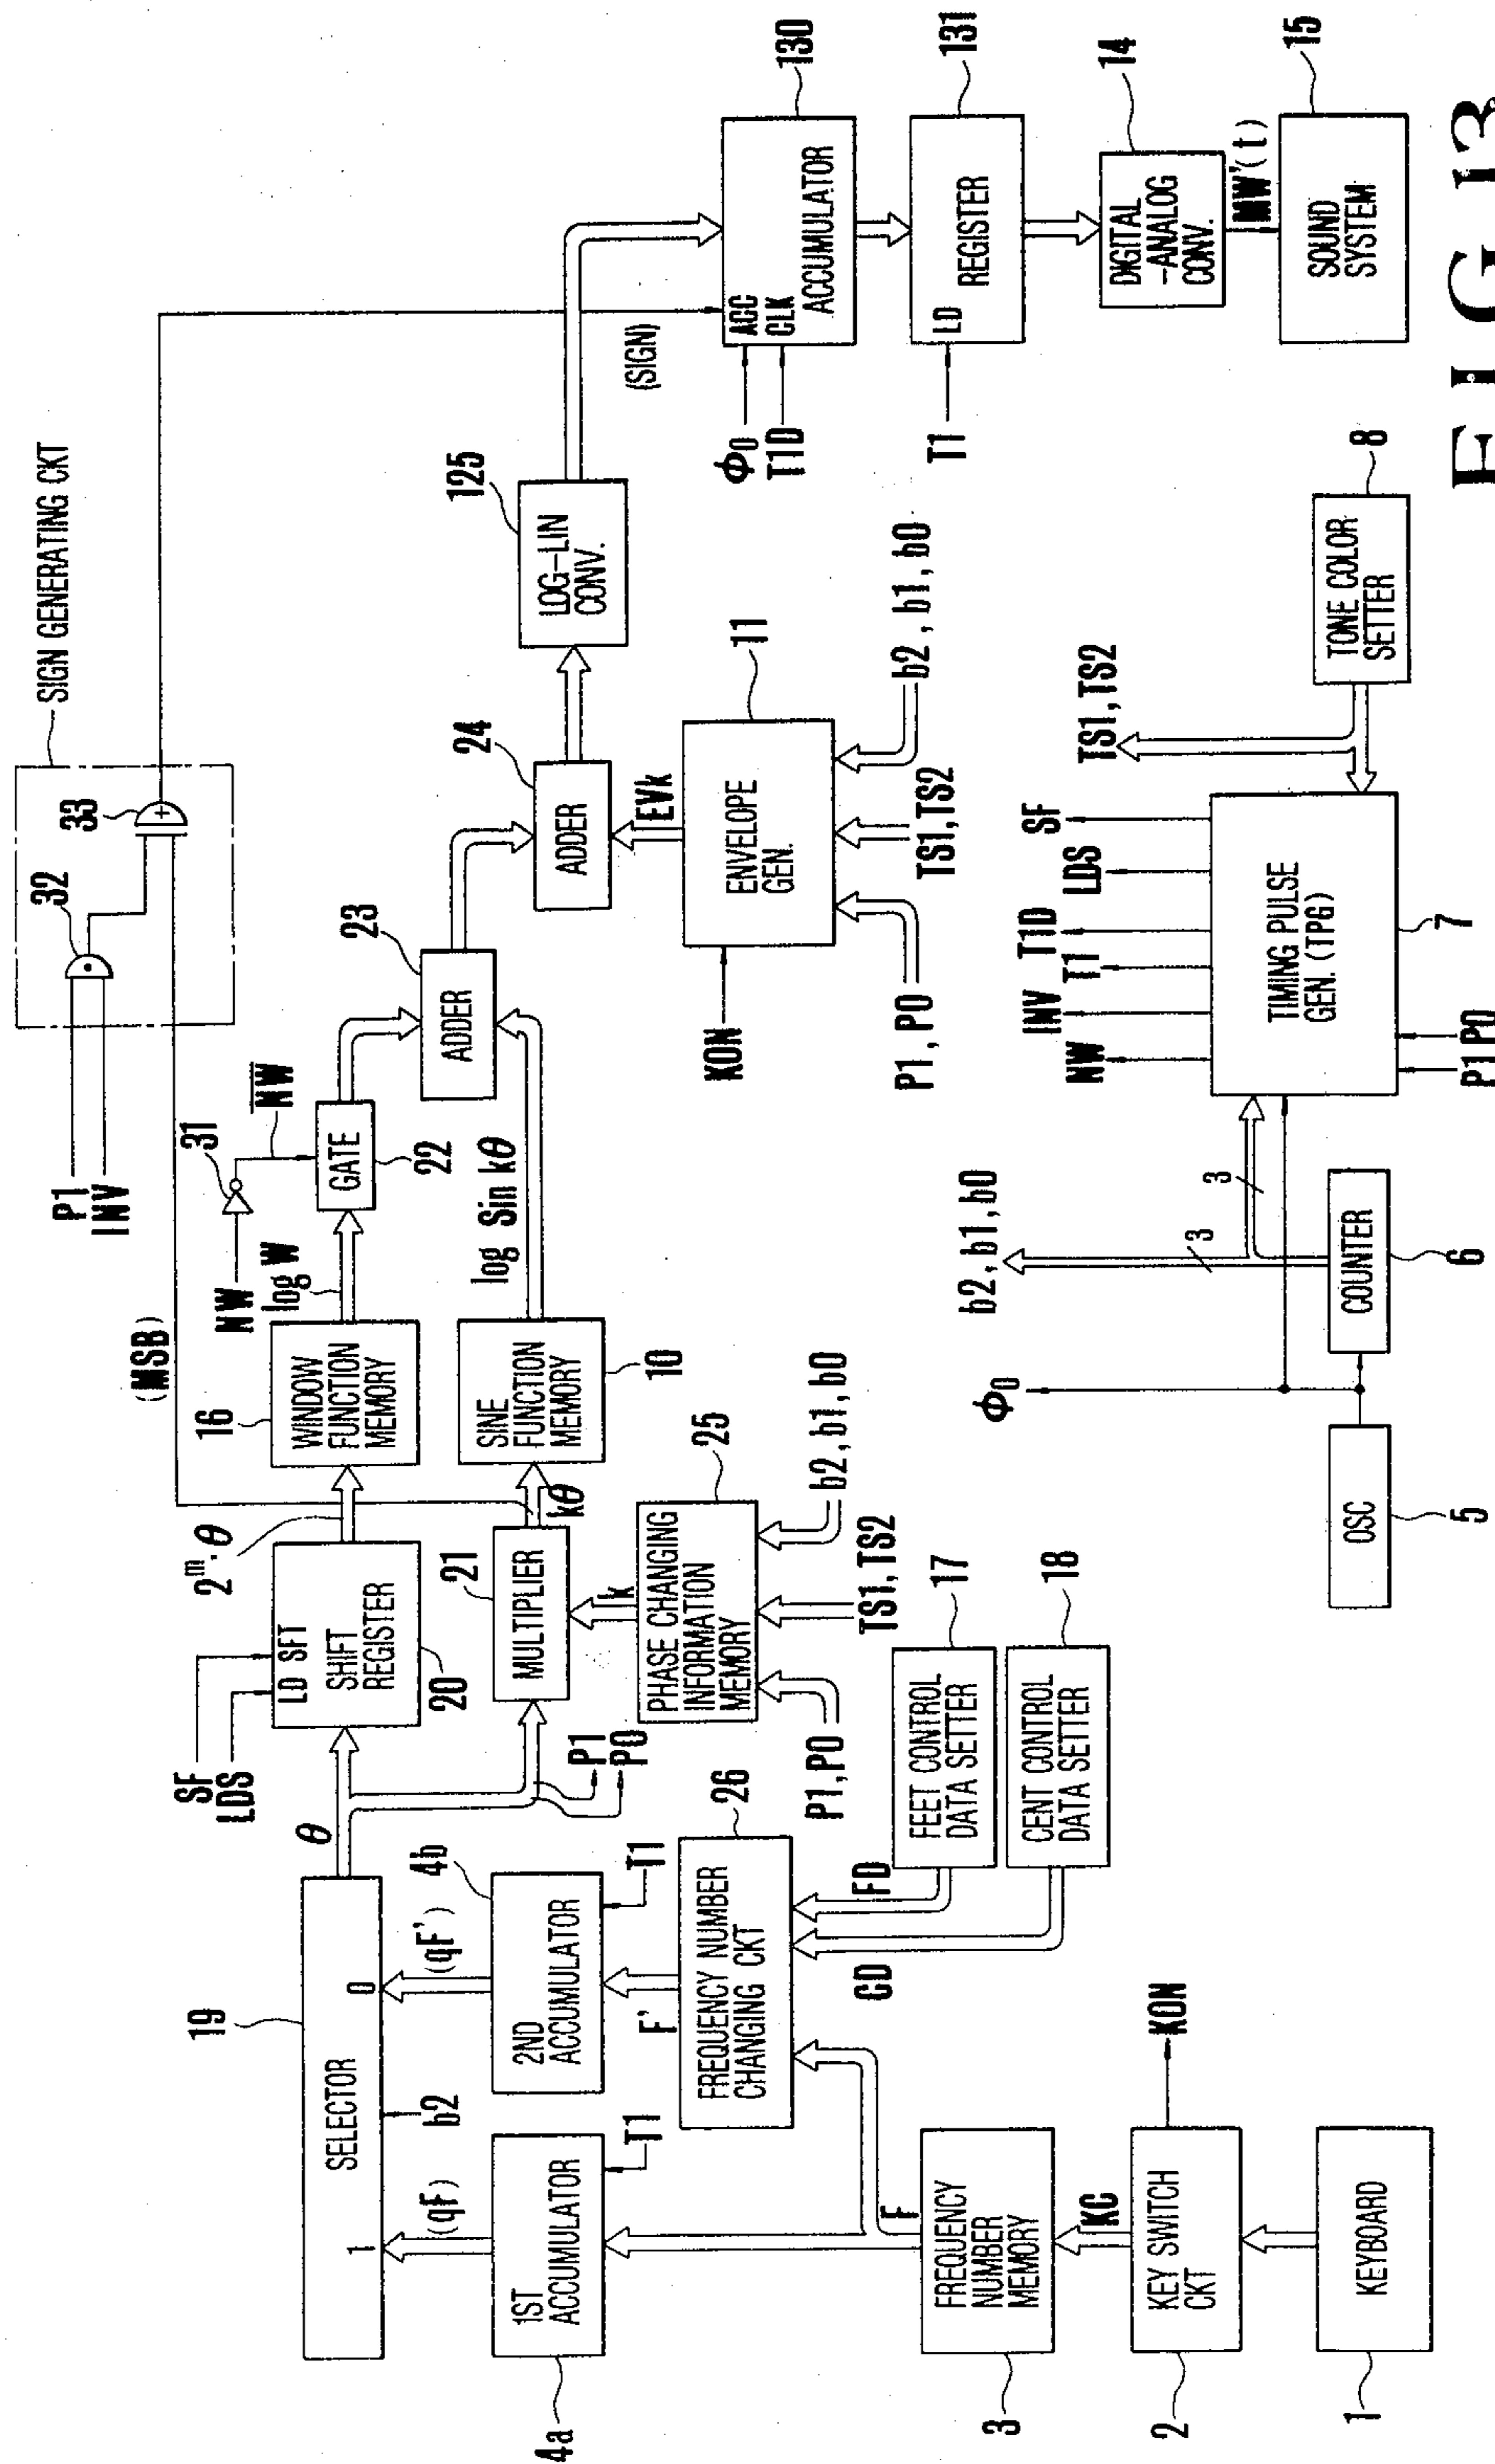 FIG.13
SIGN GENERATING CKT
33
32
P1
INV
(MSB)
NW
31
N̅W̅
log W
GATE
22
23
ADDER
24
ADDER
EVk
125
LOG-LIN
CONV.
(SIGN)
130
ACC
CLK
ACCUMULATOR
Φ0
T1D
131
LD
REGISTER
T1
14
DIGITAL
-ANALOG
CONV.
MW'(t)
15
SOUND
SYSTEM
SF
LDS
LD SFT
SHIFT
REGISTER
20
2m·θ
16
WINDOW
FUNCTION
MEMORY
SINE
FUNCTION
MEMORY
10
log Sin kθ
kθ
21
MULTIPLIER
k
25
PHASE CHANGING
INFORMATION
MEMORY
P1,P0
TS1,TS2
b2,b1,b0
11
ENVELOPE
GEN.
KON
P1,P0
TS1,TS2
b2,b1,b0
19
SELECTOR
1
0
b2
θ
P1
P0
(qF)
(qF')
1ST
ACCUMULATOR
4a
T1
2ND
ACCUMULATOR
4b
T1
F'
26
FREQUENCY NUMBER
CHANGING CKT
FD
CD
17
FEET CONTROL
DATA SETTER
18
CENT CONTROL
DATA SETTER
F
FREQUENCY
NUMBER
MEMORY
3
KC
KEY SWITCH
CKT
2
KON
KEYBOARD
1
OSC
5
Φ0
COUNTER
6
3
3
b2,b1,b0
TIMING PULSE
GEN.(TPG)
7
P1
P0
NW
INV
T1
T1D
LDS
SF
TS1,TS2
TONE COLOR
SETTER
8